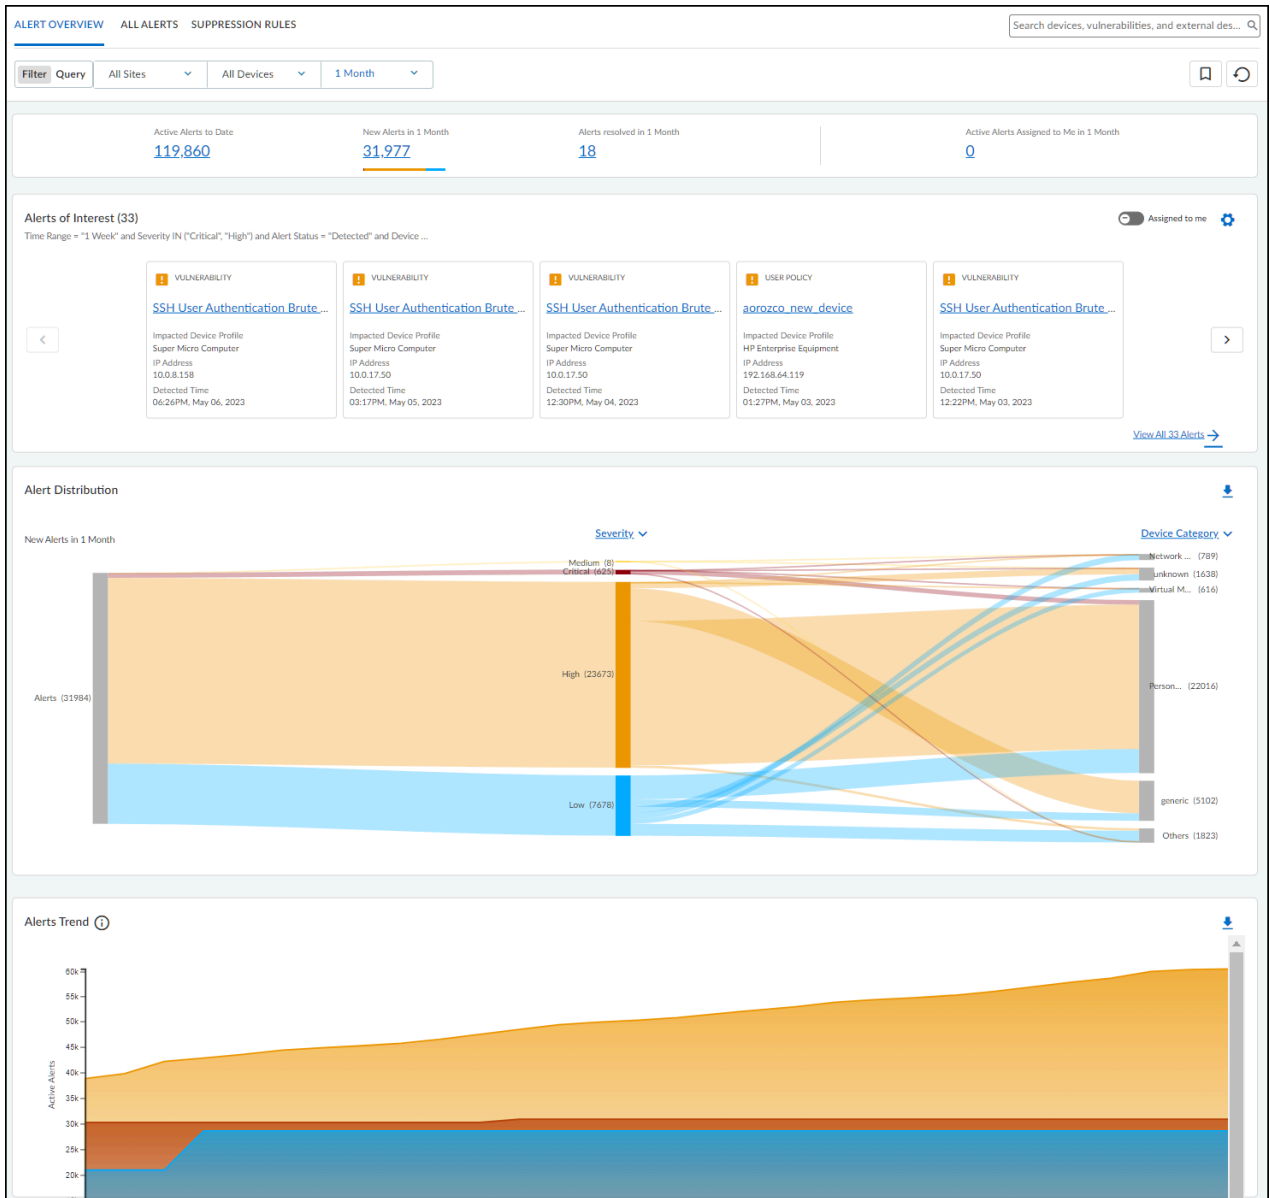 ALERT OVERVIEW ALL ALERTS SUPPRESSION RULES
Search devices, vulnerabilities, and external des...
Filter Query All Sites All Devices 1 Month
Active Alerts to Date New Alerts in 1 Month Alerts resolved in 1 Month Active Alerts Assigned to Me in 1 Month
119,860 31,977 18 0
Alerts of Interest (33)
Assigned to me
Time Range = "1 Week" and Severity IN ("Critical", "High") and Alert Status = "Detected" and Device ...
VULNERABILITY
SSH User Authentication Brute ...
Impacted Device Profile
Super Micro Computer
IP Address
10.0.8.158
Detected Time
06:26PM, May 06, 2023
VULNERABILITY
SSH User Authentication Brute ...
Impacted Device Profile
Super Micro Computer
IP Address
10.0.17.50
Detected Time
03:17PM, May 05, 2023
VULNERABILITY
SSH User Authentication Brute ...
Impacted Device Profile
Super Micro Computer
IP Address
10.0.17.50
Detected Time
12:30PM, May 04, 2023
USER POLICY
aorozco_new_device
Impacted Device Profile
HP Enterprise Equipment
IP Address
192.168.64.119
Detected Time
01:27PM, May 03, 2023
VULNERABILITY
SSH User Authentication Brute ...
Impacted Device Profile
Super Micro Computer
IP Address
10.0.17.50
Detected Time
12:22PM, May 03, 2023
View All 33 Alerts
Alert Distribution
New Alerts in 1 Month
Severity
Device Category
Alerts (31984)
Medium (8)
Critical (625)
High (23673)
Low (7678)
Network ... (789)
unknown (1638)
Virtual M... (616)
Person... (22016)
generic (5102)
Others (1823)
Alerts Trend
Active Alerts
60k
55k
50k
45k
40k
35k
30k
25k
20k